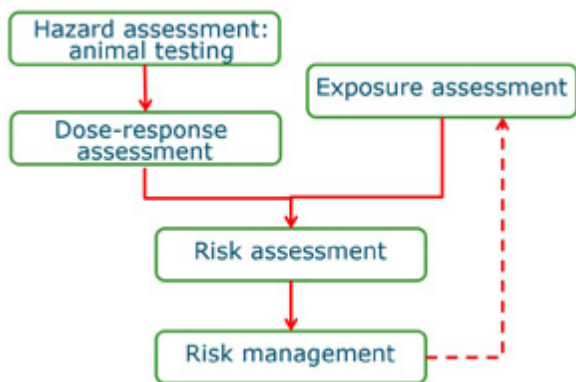 Hazard assessment:
animal testing
Exposure assessment
Dose-response
assessment
Risk assessment
Risk management